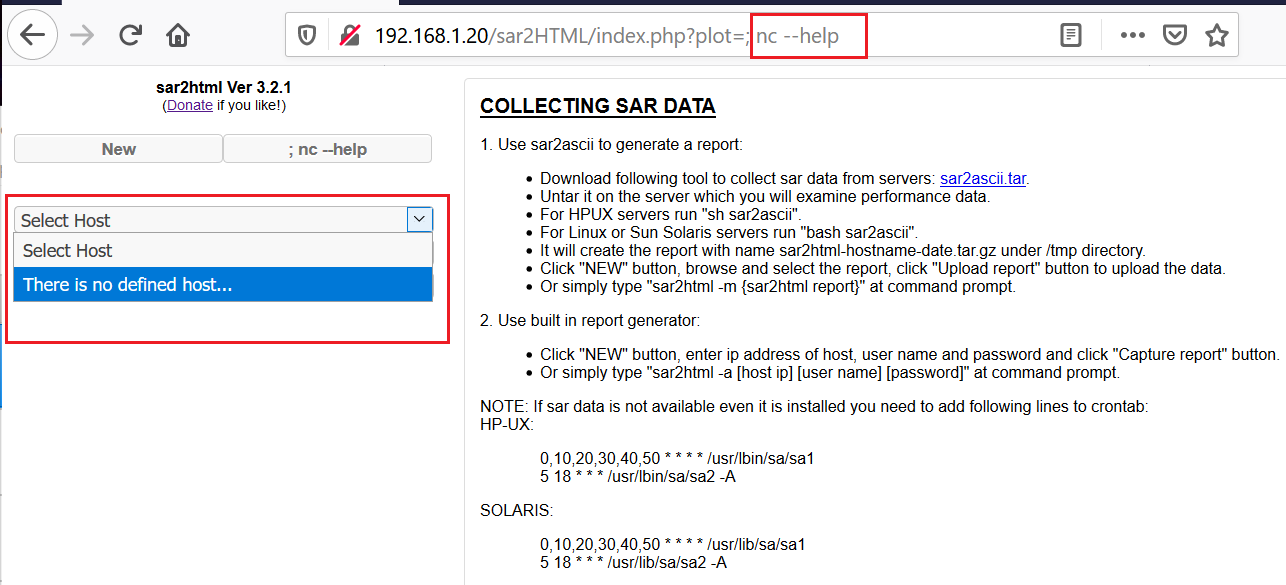 192.168.1.20/sar2HTML/index.php?plot=; nc --help
sar2html Ver 3.2.1
(Donate if you like!)
New
; nc --help
Select Host
Select Host
There is no defined host...
COLLECTING SAR DATA
1. Use sar2ascii to generate a report:
• Download following tool to collect sar data from servers: sar2ascii.tar.
• Untar it on the server which you will examine performance data.
• For HPUX servers run "sh sar2ascii".
• For Linux or Sun Solaris servers run "bash sar2ascii".
• It will create the report with name sar2html-hostname-date.tar.gz under /tmp directory.
• Click "NEW" button, browse and select the report, click "Upload report" button to upload the data.
• Or simply type "sar2html -m {sar2html report}" at command prompt.
2. Use built in report generator:
• Click "NEW" button, enter ip address of host, user name and password and click "Capture report" button.
• Or simply type "sar2html -a [host ip] [user name] [password]" at command prompt.
NOTE: If sar data is not available even it is installed you need to add following lines to crontab:
HP-UX:
0,10,20,30,40,50 * * * * /usr/lbin/sa/sa1
5 18 * * * /usr/lbin/sa/sa2 -A
SOLARIS:
0,10,20,30,40,50 * * * * /usr/lib/sa/sa1
5 18 * * * /usr/lib/sa/sa2 -A